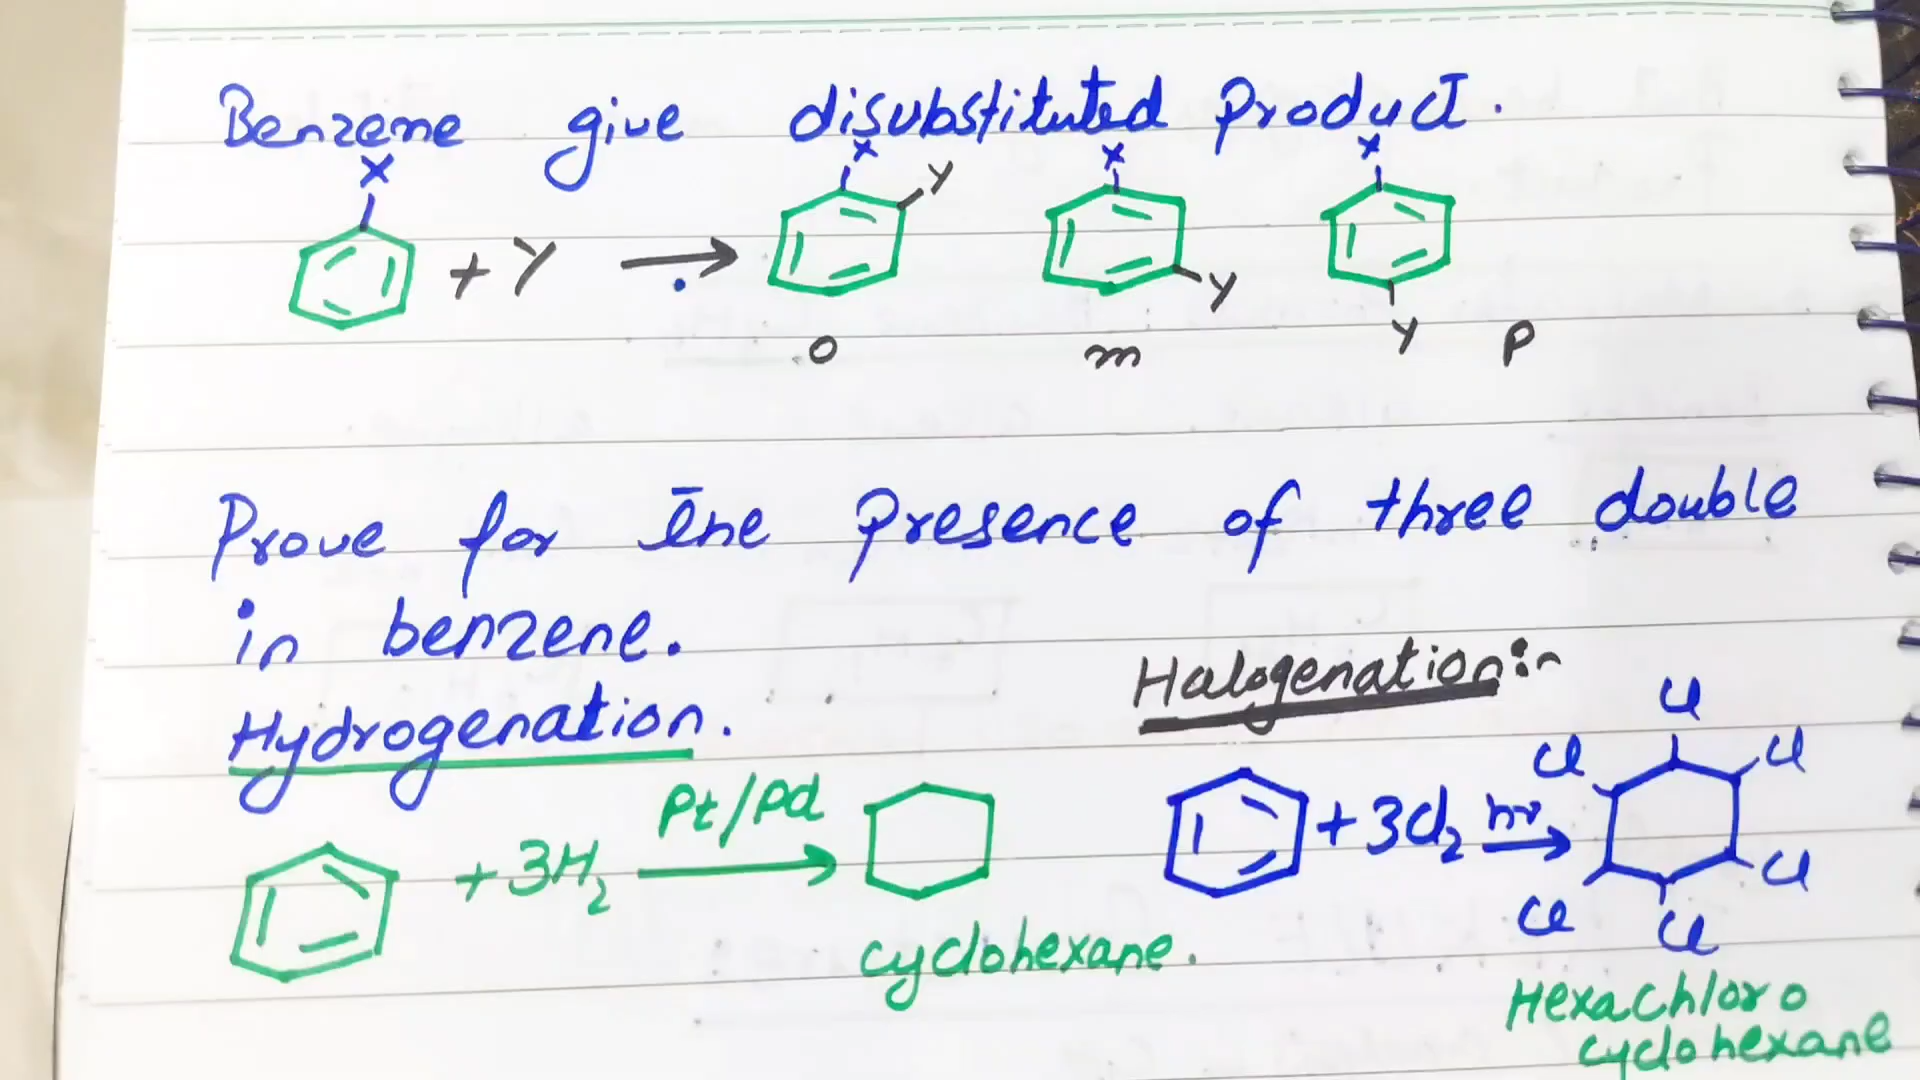 Benzene give disubstituted product.
X X Y X X
+ Y →
Y Y
o m p
Prove for the presence of three double
in benzene.
Halogenation:-
Hydrogenation.
Cl
Cl Cl
Pt/Pd
+ 3H2 → + 3Cl2 hv →
Cl
Cl Cl
cyclohexane.
Hexachloro
cyclohexane